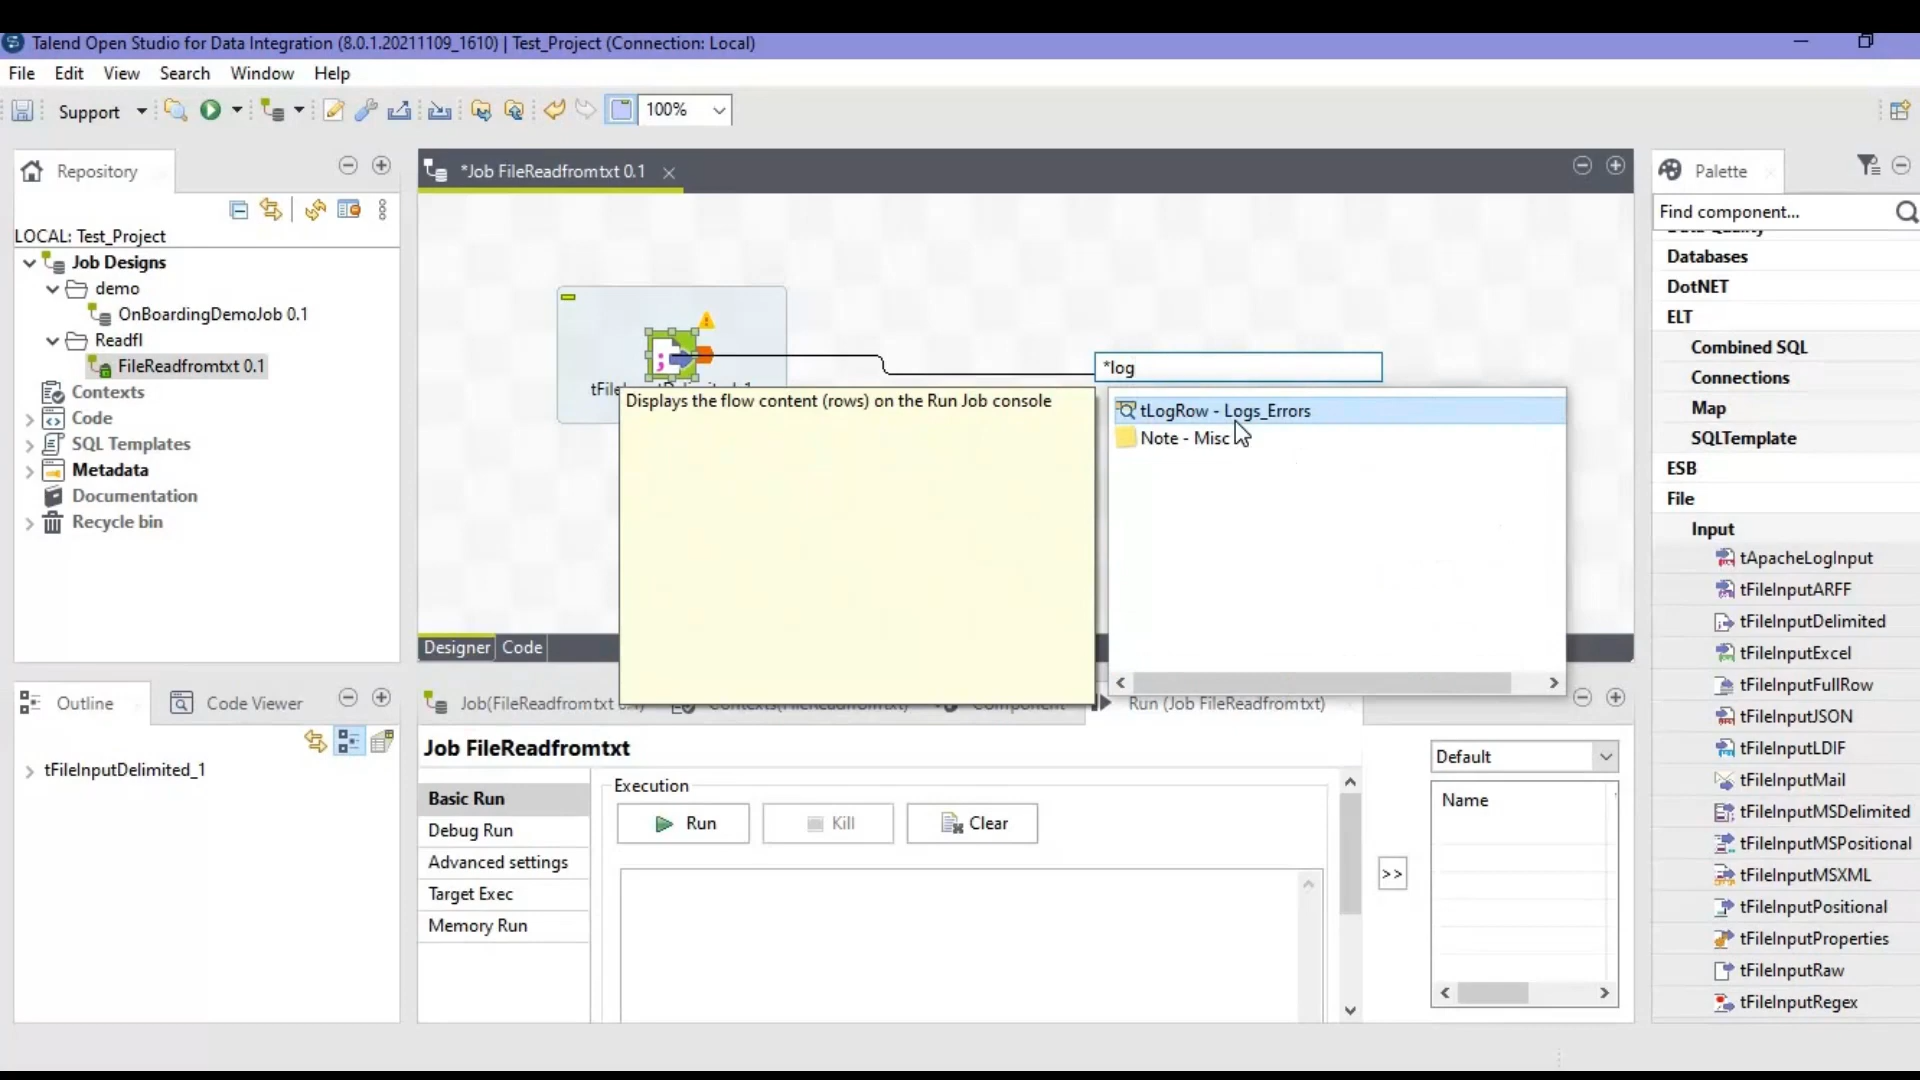 Talend Open Studio for Data Integration (8.0.1.20211109_1610) | Test_Project (Connection: Local)
File Edit View Search Window Help
Support 100%
Repository
LOCAL: Test_Project
Job Designs
demo
OnBoardingDemoJob 0.1
Readfl
FileReadfromtxt 0.1
Contexts
Code
SQL Templates
Metadata
Documentation
Recycle bin
*Job FileReadfromtxt 0.1
*log
Displays the flow content (rows) on the Run Job console
tLogRow - Logs_Errors
Note - Misc
Designer Code
Palette
Find component...
Databases
DotNET
ELT
Combined SQL
Connections
Map
SQLTemplate
ESB
File
Input
tApacheLogInput
tFileInputARFF
tFileInputDelimited
tFileInputExcel
tFileInputFullRow
tFileInputJSON
tFileInputLDIF
tFileInputMail
tFileInputMSDelimited
tFileInputMSPositional
tFileInputMSXML
tFileInputPositional
tFileInputProperties
tFileInputRaw
tFileInputRegex
Outline Code Viewer
tFileInputDelimited_1
Job(FileReadfromtxt Run (Job FileReadfromtxt)
Job FileReadfromtxt
Basic Run
Debug Run
Advanced settings
Target Exec
Memory Run
Execution
Run Kill Clear
>>
Default
Name